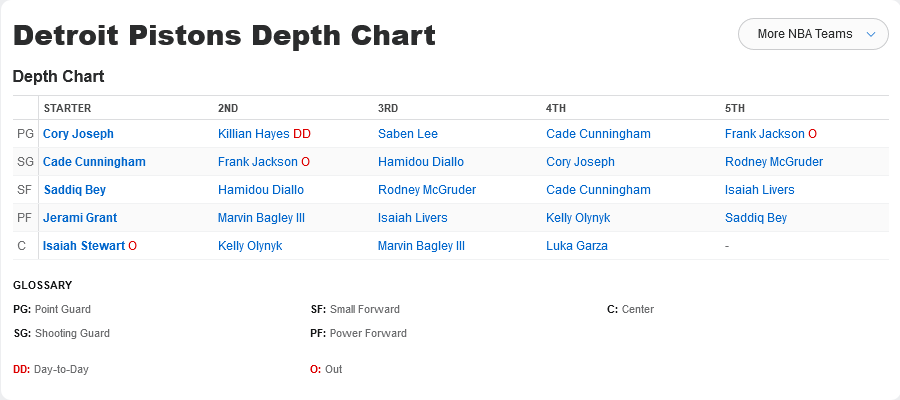 Detroit Pistons Depth Chart
More NBA Teams
Depth Chart
STARTER 2ND 3RD 4TH 5TH
PG Cory Joseph Killian Hayes DD Saben Lee Cade Cunningham Frank Jackson O
SG Cade Cunningham Frank Jackson O Hamidou Diallo Cory Joseph Rodney McGruder
SF Saddiq Bey Hamidou Diallo Rodney McGruder Cade Cunningham Isaiah Livers
PF Jerami Grant Marvin Bagley III Isaiah Livers Kelly Olynyk Saddiq Bey
C Isaiah Stewart O Kelly Olynyk Marvin Bagley III Luka Garza -
GLOSSARY
PG: Point Guard SF: Small Forward C: Center
SG: Shooting Guard PF: Power Forward
DD: Day-to-Day O: Out